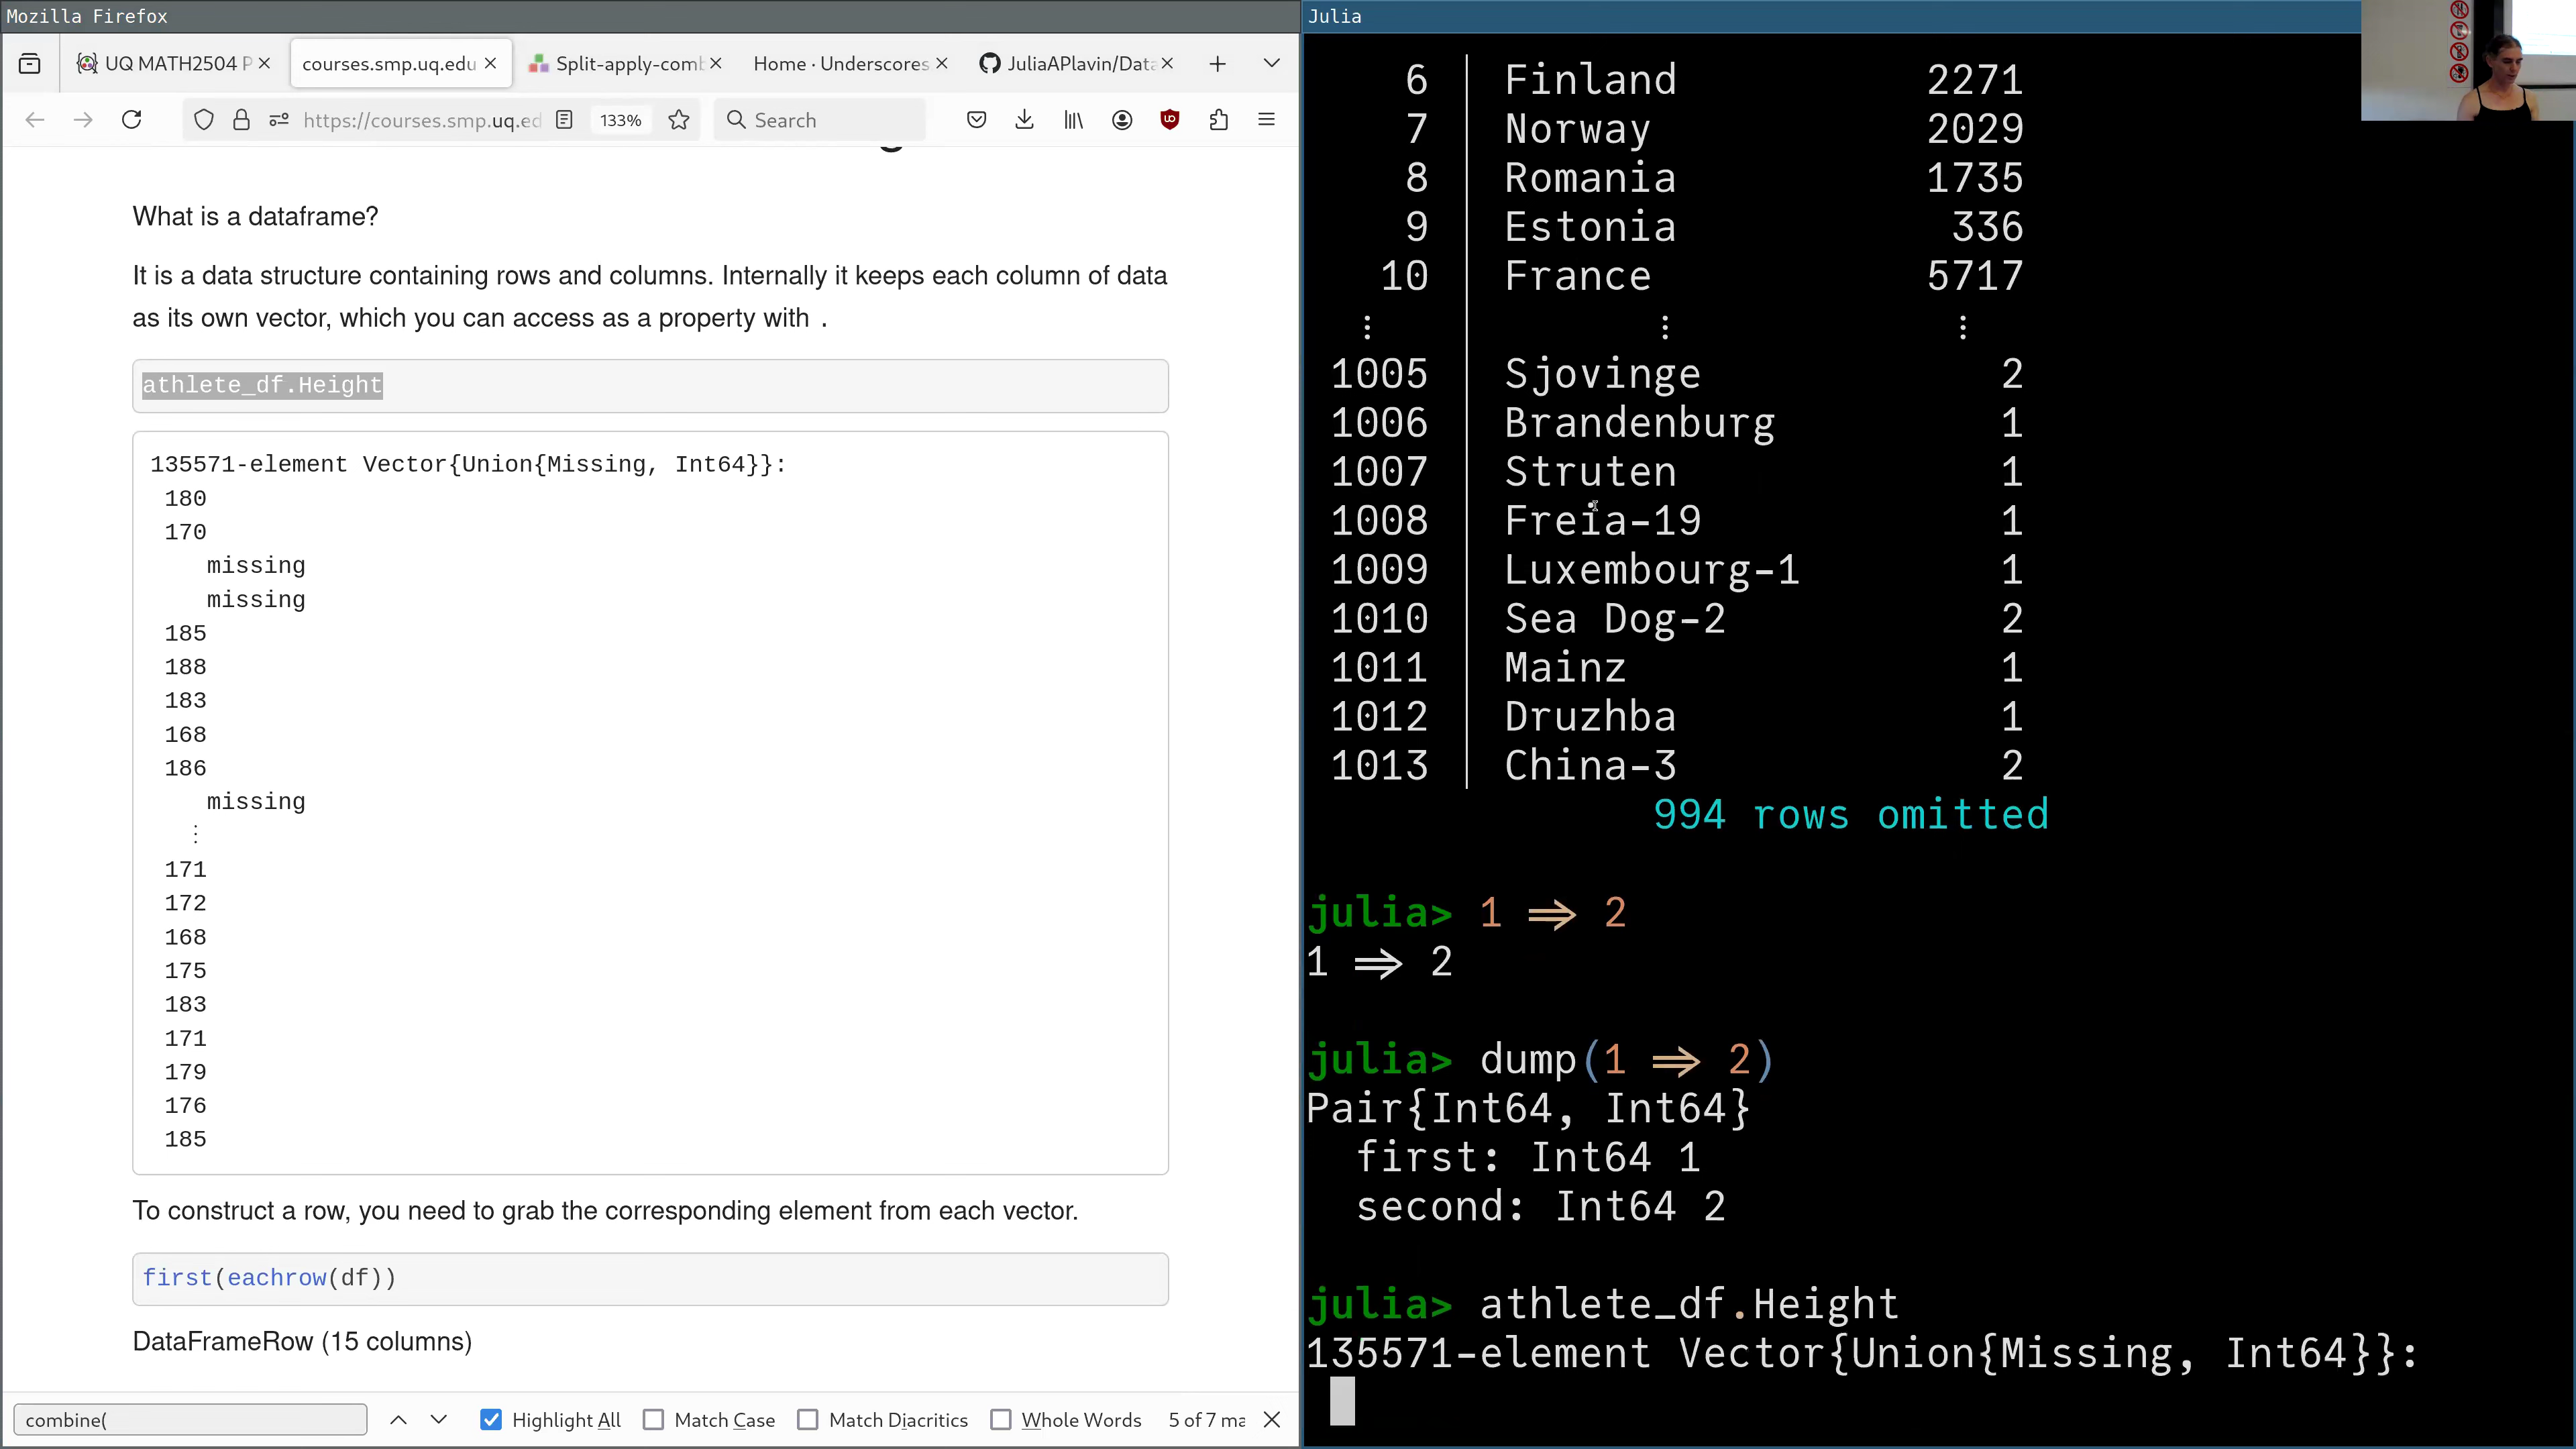 Mozilla Firefox
UQ MATH2504 P
courses.smp.uq.edu
Split-apply-comb
Home · Underscores
JuliaAPlavin/Data
https://courses.smp.uq.ed
133%
Search
What is a dataframe?
It is a data structure containing rows and columns. Internally it keeps each column of data
as its own vector, which you can access as a property with .
athlete_df.Height
135571-element Vector{Union{Missing, Int64}}:
180
170
missing
missing
185
188
183
168
186
missing
⋮
171
172
168
175
183
171
179
176
185
To construct a row, you need to grab the corresponding element from each vector.
first(eachrow(df))
DataFrameRow (15 columns)
combine(
Highlight All
Match Case
Match Diacritics
Whole Words
5 of 7 ma
Julia
6 Finland 2271
7 Norway 2029
8 Romania 1735
9 Estonia 336
10 France 5717
⋮ ⋮ ⋮
1005 Sjovinge 2
1006 Brandenburg 1
1007 Struten 1
1008 Freia-19 1
1009 Luxembourg-1 1
1010 Sea Dog-2 2
1011 Mainz 1
1012 Druzhba 1
1013 China-3 2
994 rows omitted
julia> 1 => 2
1 => 2
julia> dump(1 => 2)
Pair{Int64, Int64}
first: Int64 1
second: Int64 2
julia> athlete_df.Height
135571-element Vector{Union{Missing, Int64}}: